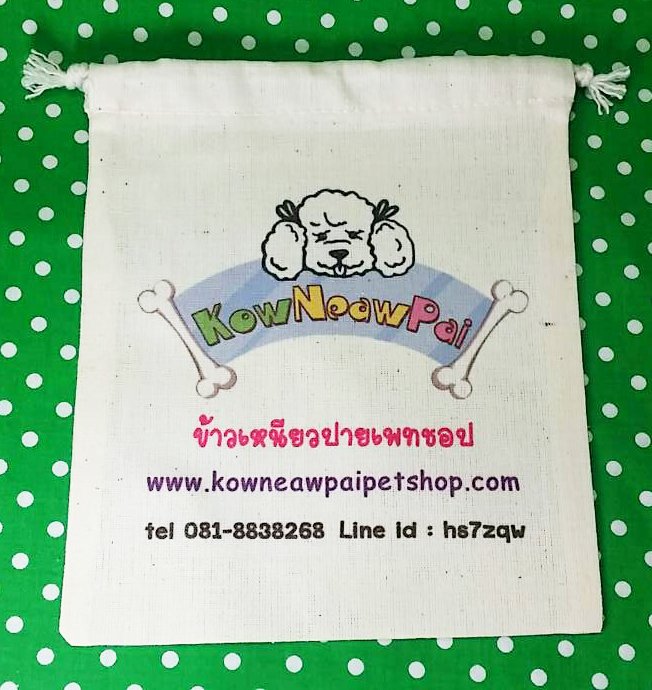 KowNeawPai
ข้าวเหนียวปายเพทชอป
www.kowneawpaipetshop.com
tel 081-8838268 Line id : hs7zqw